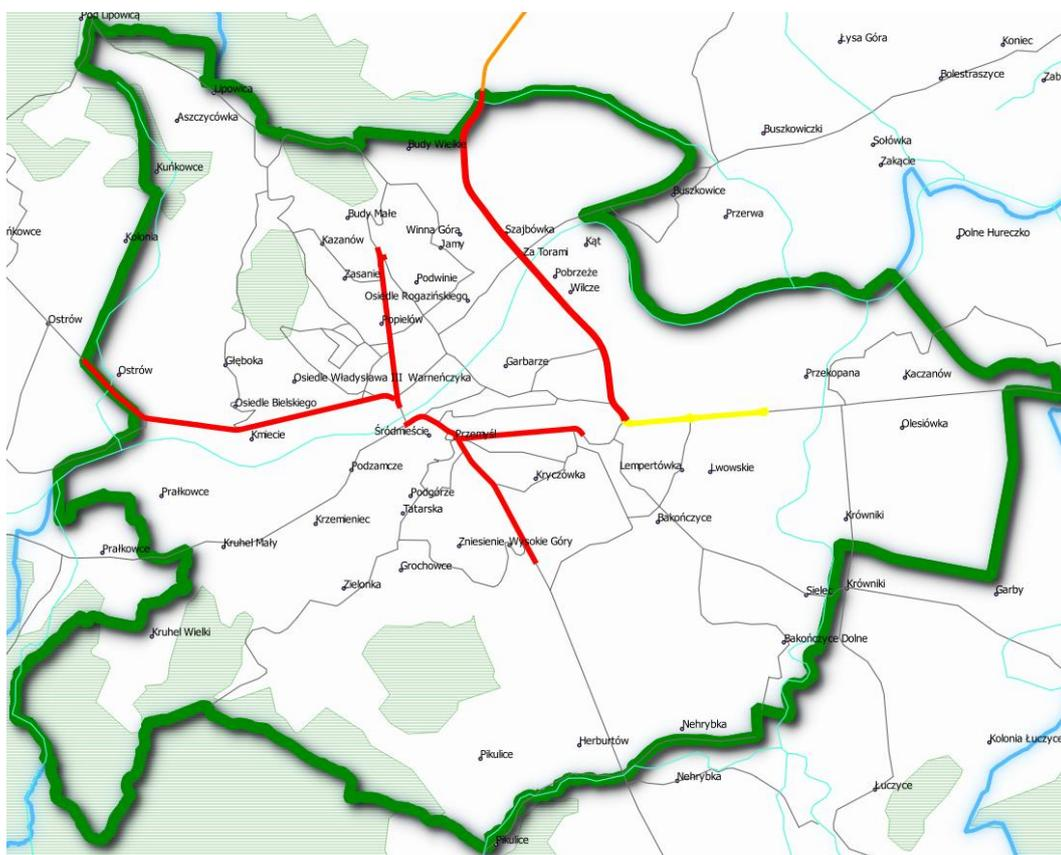 Pod Lipowicą
Łysa Góra
Koniec
Bolestraszyce
Zab
Lipowica
Aszczycówka
Buszkowiczki
Budy Wielkie
Sołówka
Zakącie
Kuńkowce
Buszkowice
Budy Małe
Przerwa
ńkowce
Kolonia
Kazanów
Winna Góra
Jamy
Szajbówka
Kąt
Dolne Hureczko
Za Torami
Zasanie
Podwinie
Pobrzeże
Wilcze
Osiedle Rogazińskiego
Ostrów
Popielów
Głęboka
Garbarze
Ostrów
Osiedle Władysława III Warneńczyka
Przekopana
Kaczanów
Osiedle Bielskiego
Kmiecie
Śródmieście
Przemyśl
Olesiówka
Podzamcze
Lempertówka
Lwowskie
Kryczówka
Prałkowce
Podgórze
Tatarska
Krzemieniec
Bakończyce
Krówniki
Prałkowce
Kruhel Mały
Zniesienie
Wysokie Góry
Grochowce
Zielonka
Sielec
Krówniki
Garby
Kruhel Wielki
Bakończyce Dolne
Nehrybka
Herburtów
Kolonia Łuczyce
Pikulice
Nehrybka
Łuczyce
Pikulice